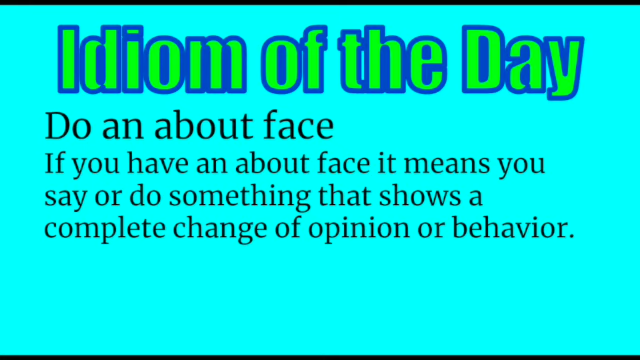 Idiom of the Day
Do an about face
If you have an about face it means you
say or do something that shows a
complete change of opinion or behavior.